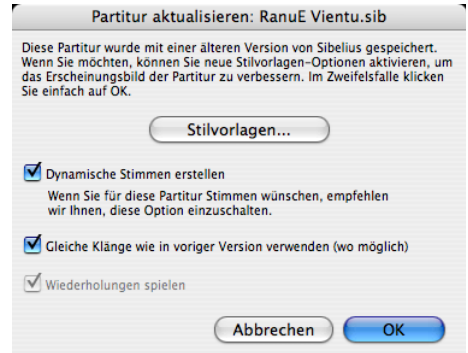 Partitur aktualisieren: RanuE Vientu.sib
Diese Partitur wurde mit einer älteren Version von Sibelius gespeichert.
Wenn Sie möchten, können Sie neue Stilvorlagen-Optionen aktivieren, um
das Erscheinungsbild der Partitur zu verbessern. Im Zweifelsfalle klicken
Sie einfach auf OK.
Stilvorlagen...
Dynamische Stimmen erstellen
Wenn Sie für diese Partitur Stimmen wünschen, empfehlen
wir Ihnen, diese Option einzuschalten.
Gleiche Klänge wie in voriger Version verwenden (wo möglich)
Wiederholungen spielen
Abbrechen OK